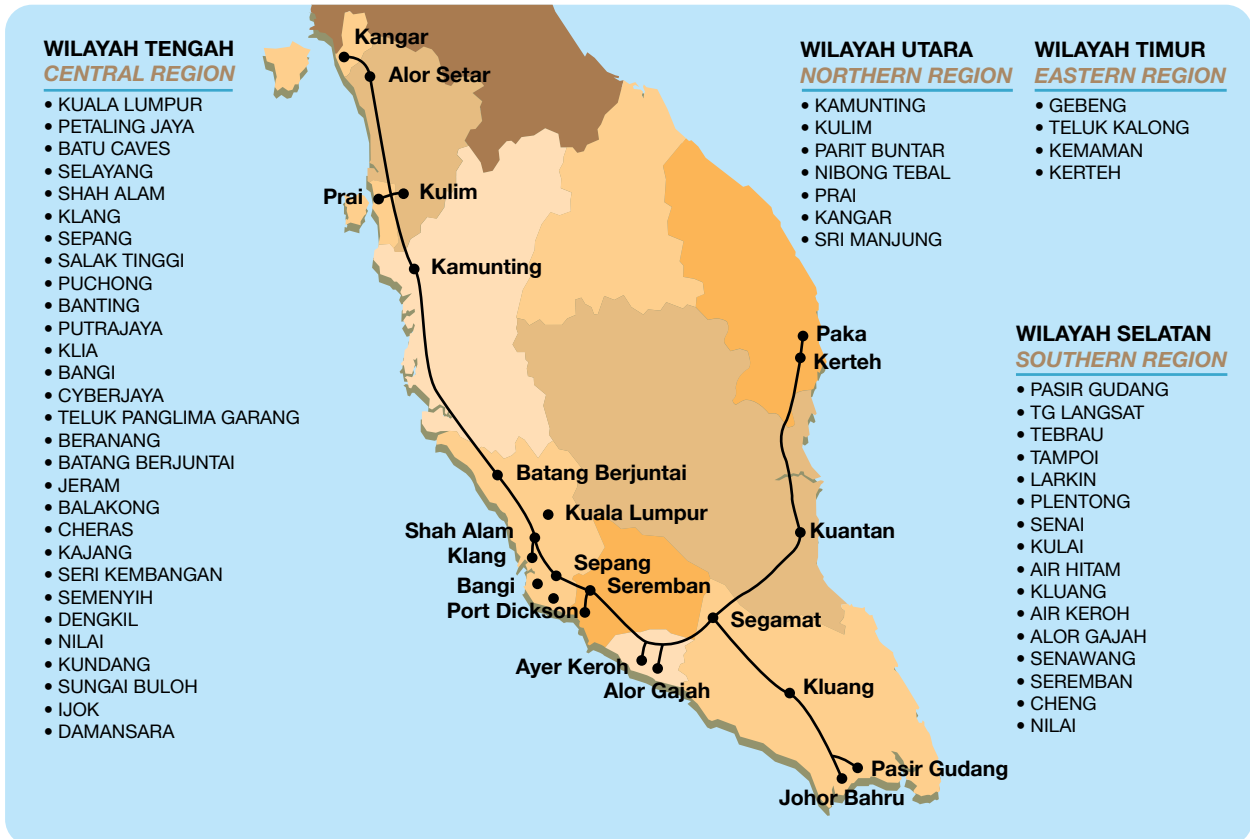 WILAYAH TENGAH
CENTRAL REGION
• KUALA LUMPUR
• PETALING JAYA
• BATU CAVES
• SELAYANG
• SHAH ALAM
• KLANG
• SEPANG
• SALAK TINGGI
• PUCHONG
• BANTING
• PUTRAJAYA
• KLIA
• BANGI
• CYBERJAYA
• TELUK PANGLIMA GARANG
• BERANANG
• BATANG BERJUNTAI
• JERAM
• BALAKONG
• CHERAS
• KAJANG
• SERI KEMBANGAN
• SEMENYIH
• DENGKIL
• NILAI
• KUNDANG
• SUNGAI BULOH
• IJOK
• DAMANSARA
Kangar
Alor Setar
Prai
Kulim
Kamunting
Batang Berjuntai
Kuala Lumpur
Shah Alam
Klang
Sepang
Bangi
Seremban
Port Dickson
Ayer Keroh
Alor Gajah
Segamat
Kluang
Pasir Gudang
Johor Bahru
Paka
Kerteh
Kuantan
WILAYAH UTARA
NORTHERN REGION
• KAMUNTING
• KULIM
• PARIT BUNTAR
• NIBONG TEBAL
• PRAI
• KANGAR
• SRI MANJUNG
WILAYAH TIMUR
EASTERN REGION
• GEBENG
• TELUK KALONG
• KEMAMAN
• KERTEH
WILAYAH SELATAN
SOUTHERN REGION
• PASIR GUDANG
• TG LANGSAT
• TEBRAU
• TAMPOI
• LARKIN
• PLENTONG
• SENAI
• KULAI
• AIR HITAM
• KLUANG
• AIR KEROH
• ALOR GAJAH
• SENAWANG
• SEREMBAN
• CHENG
• NILAI